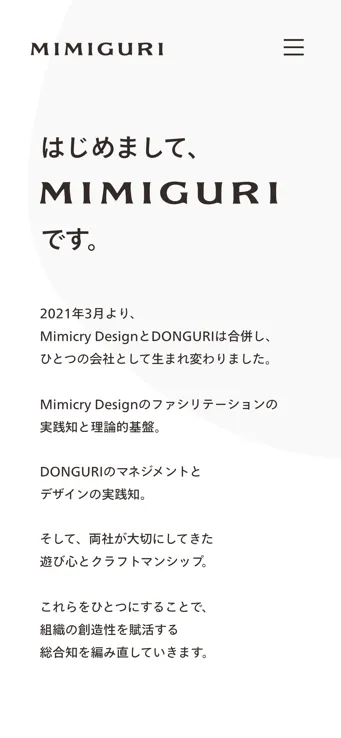 MIMIGURI
はじめまして、
MIMIGURI
です。
2021年3月より、
Mimicry DesignとDONGURIは合併し、
ひとつの会社として生まれ変わりました。
Mimicry Designのファシリテーションの
実践知と理論的基盤。
DONGURIのマネジメントと
デザインの実践知。
そして、両社が大切にしてきた
遊び心とクラフトマンシップ。
これらをひとつにすることで、
組織の創造性を賦活する
総合知を編み直していきます。